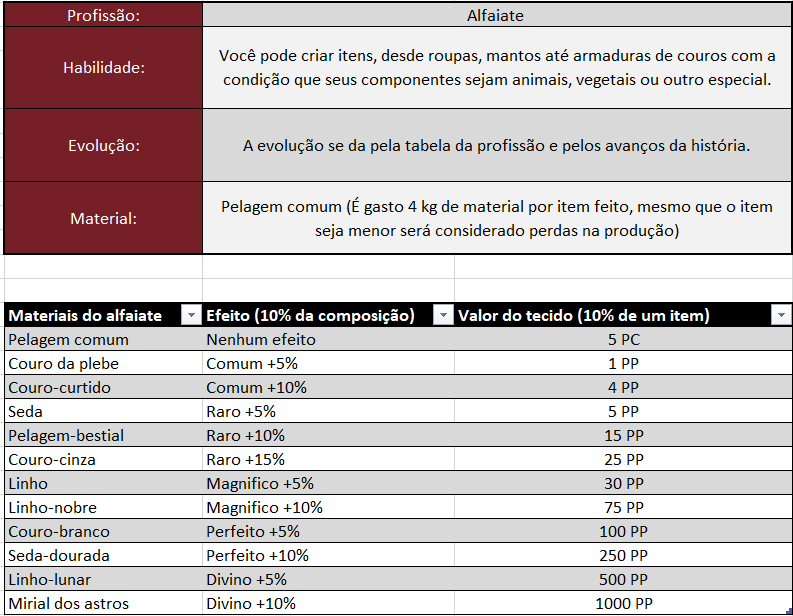 Profissão: Alfaiate
Habilidade: Você pode criar itens, desde roupas, mantos até armaduras de couros com a
condição que seus componentes sejam animais, vegetais ou outro especial.
Evolução: A evolução se da pela tabela da profissão e pelos avanços da história.
Material: Pelagem comum (É gasto 4 kg de material por item feito, mesmo que o item
seja menor será considerado perdas na produção)
Materiais do alfaiate Efeito (10% da composição) Valor do tecido (10% de um item)
Pelagem comum Nenhum efeito 5 PC
Couro da plebe Comum +5% 1 PP
Couro-curtido Comum +10% 4 PP
Seda Raro +5% 5 PP
Pelagem-bestial Raro +10% 15 PP
Couro-cinza Raro +15% 25 PP
Linho Magnifico +5% 30 PP
Linho-nobre Magnifico +10% 75 PP
Couro-branco Perfeito +5% 100 PP
Seda-dourada Perfeito +10% 250 PP
Linho-lunar Divino +5% 500 PP
Mirial dos astros Divino +10% 1000 PP